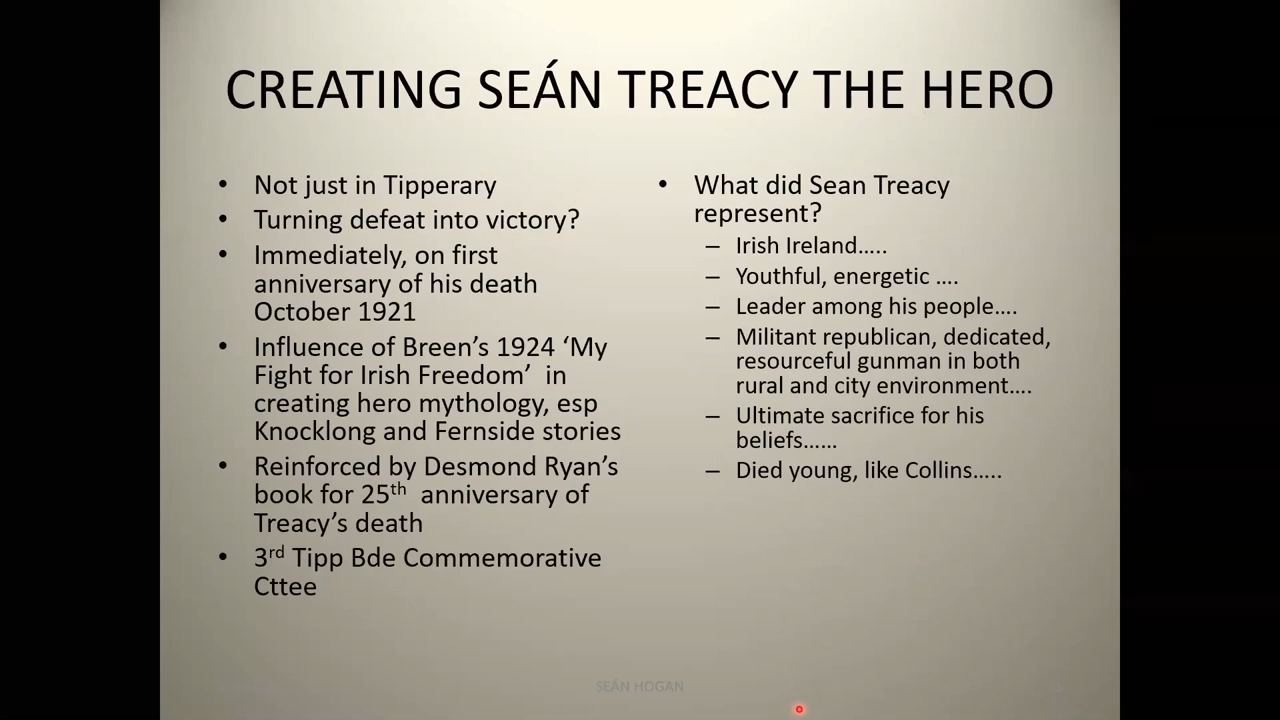 CREATING SEÁN TREACY THE HERO
• Not just in Tipperary
• Turning defeat into victory?
• Immediately, on first
anniversary of his death
October 1921
• Influence of Breen’s 1924 ‘My
Fight for Irish Freedom’ in
creating hero mythology, esp
Knocklong and Fernside stories
• Reinforced by Desmond Ryan’s
book for 25th anniversary of
Treacy’s death
• 3rd Tipp Bde Commemorative
Cttee
• What did Sean Treacy
represent?
– Irish Ireland…..
– Youthful, energetic ….
– Leader among his people….
– Militant republican, dedicated,
resourceful gunman in both
rural and city environment….
– Ultimate sacrifice for his
beliefs……
– Died young, like Collins…..
SEÁN HOGAN